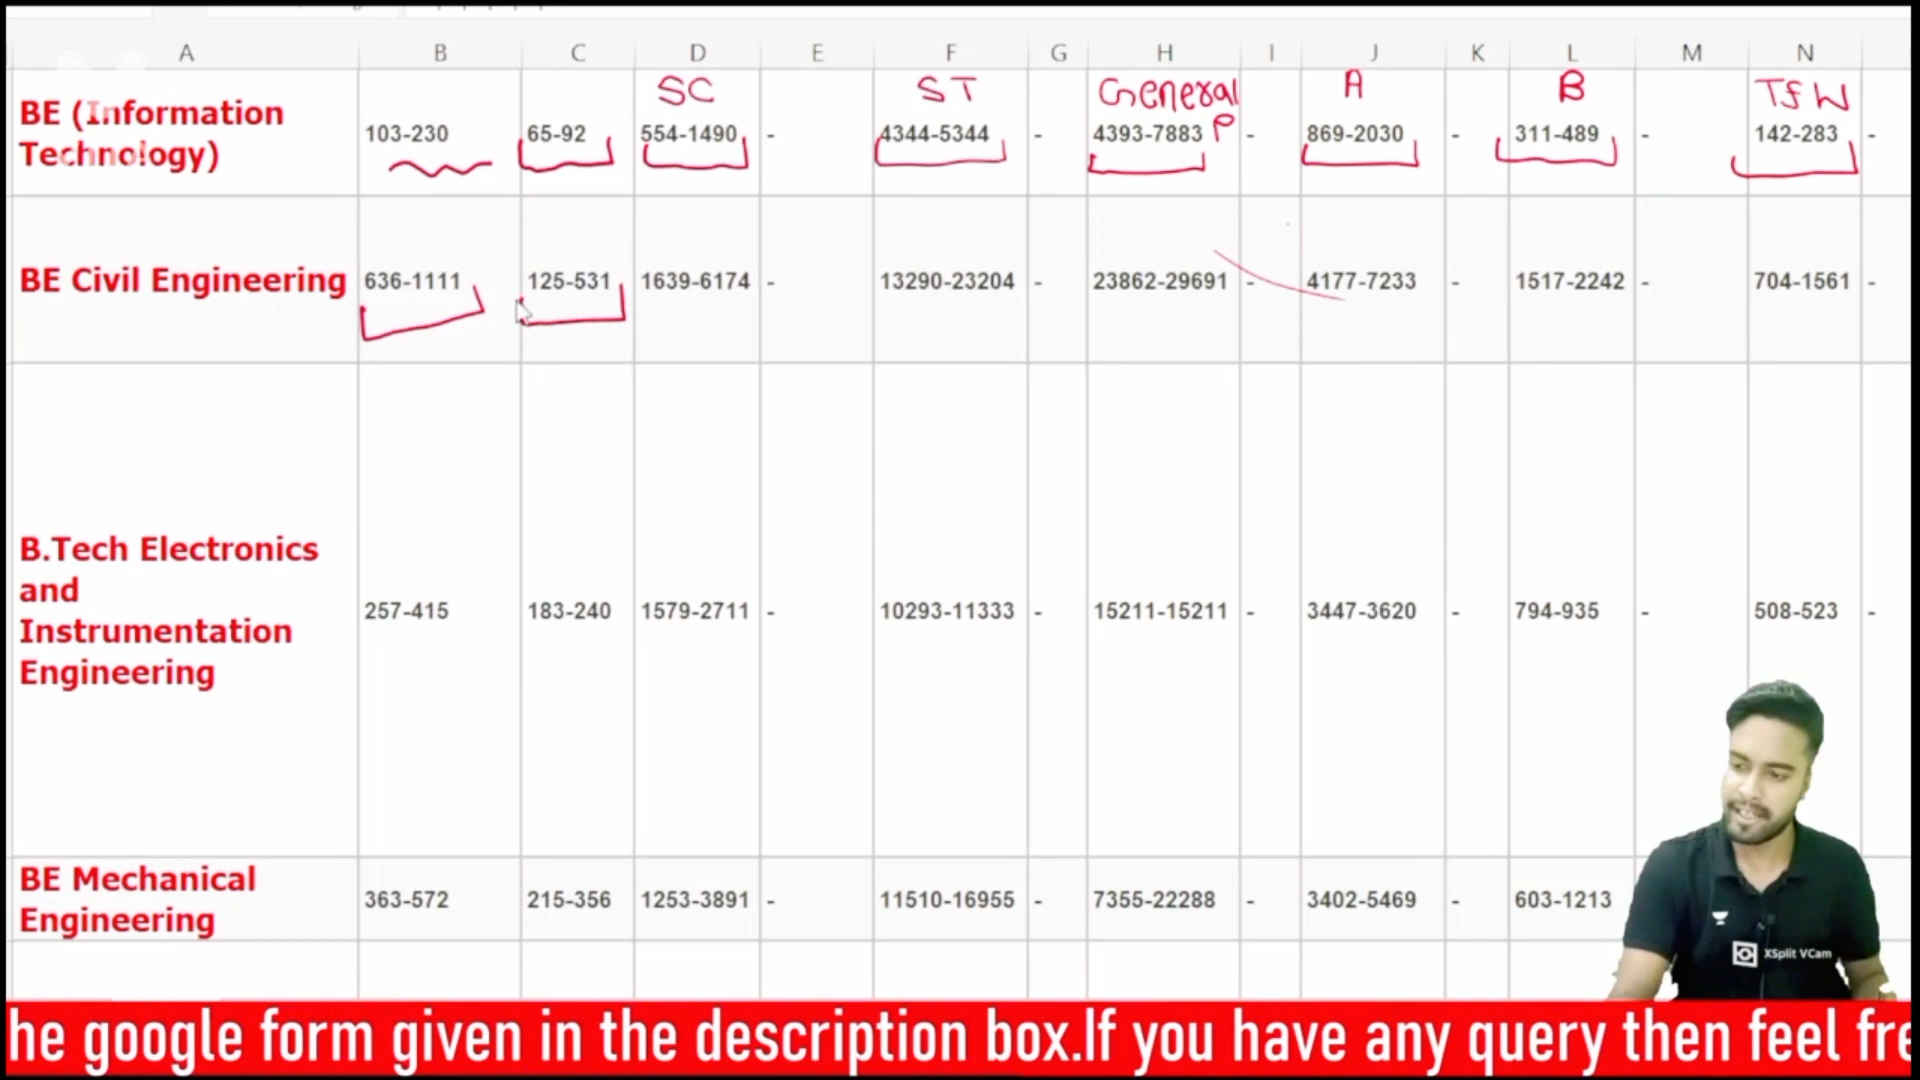 A B C D E F G H I J K L M N
SC ST General A B TfW
P
BE (Information
Technology)
103-230 65-92 554-1490 - 4344-5344 - 4393-7883 - 869-2030 - 311-489 - 142-283 -
BE Civil Engineering 636-1111 125-531 1639-6174 - 13290-23204 - 23862-29691 - 4177-7233 - 1517-2242 - 704-1561 -
B.Tech Electronics
and
Instrumentation
Engineering
257-415 183-240 1579-2711 - 10293-11333 - 15211-15211 - 3447-3620 - 794-935 - 508-523 -
BE Mechanical
Engineering
363-572 215-356 1253-3891 - 11510-16955 - 7355-22288 - 3402-5469 - 603-1213
XSplit VCam
he google form given in the description box.If you have any query then feel fre